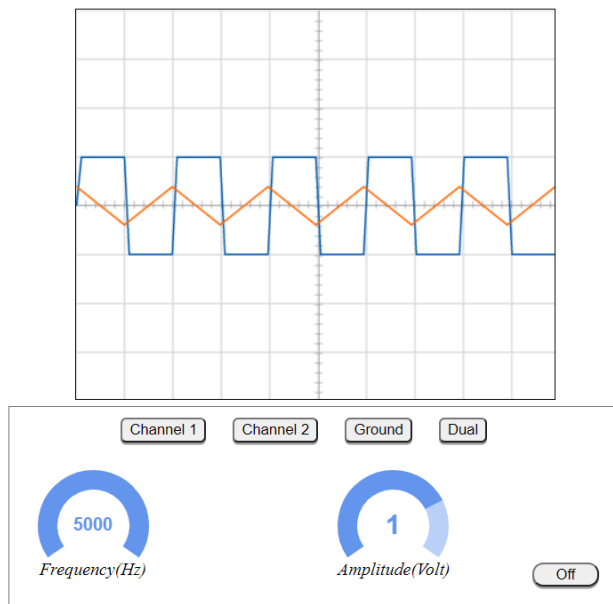 Channel 1 Channel 2 Ground Dual
5000 1
Frequency(Hz) Amplitude(Volt) Off